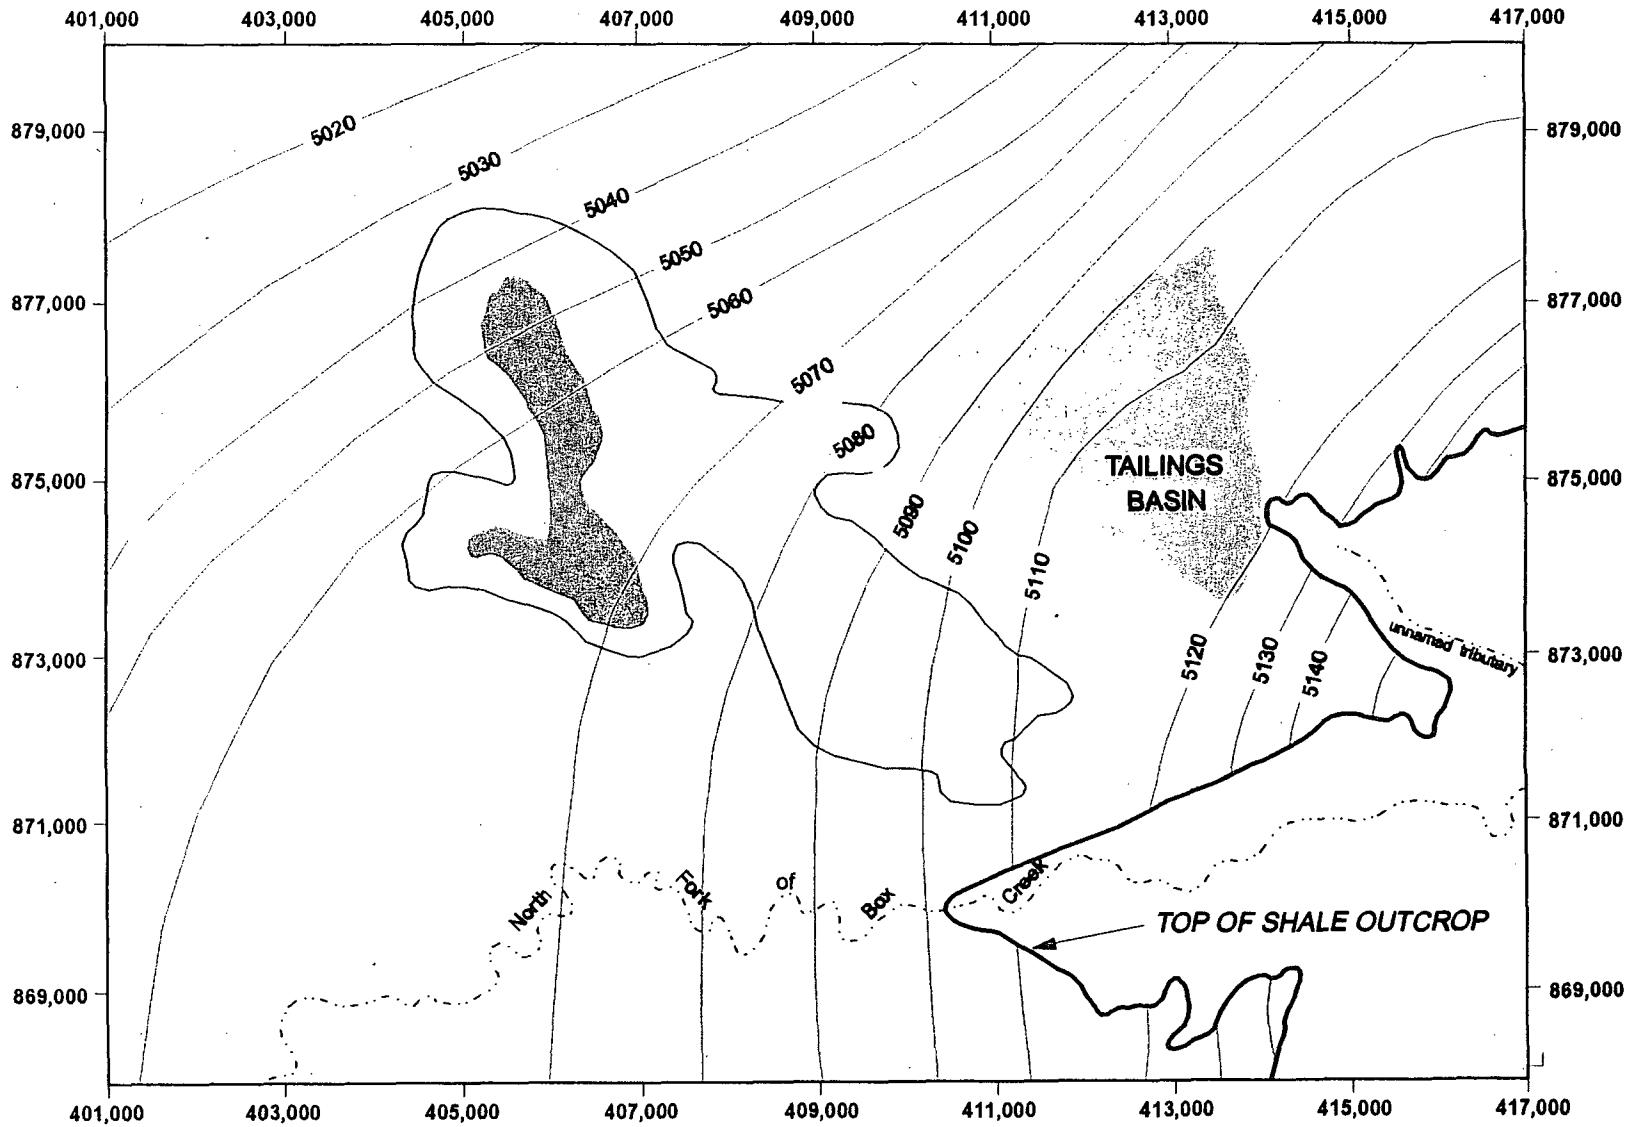 401,000 403,000 405,000 407,000 409,000 411,000 413,000 415,000 417,000
879,000 879,000
5020
5030
5040
5050
5060
877,000 877,000
5070
5080
TAILINGS
BASIN
875,000 875,000
5090
5100
5110
5120
5130
5140
unnamed tributary
873,000 873,000
871,000 871,000
North Fork of Box Creek
TOP OF SHALE OUTCROP
869,000 869,000
401,000 403,000 405,000 407,000 409,000 411,000 413,000 415,000 417,000